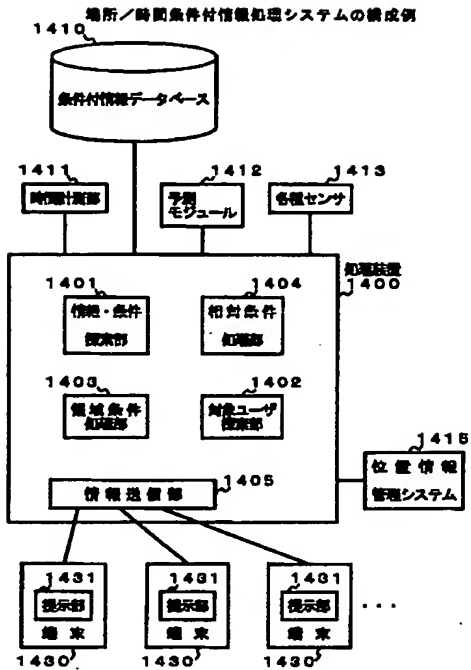 場所/時間条件付情報処理システムの構成例
1410
条件付情報データベース
1411
時間計測部
1412
予測
モジュール
1413
各種センサ
処理装置
1400
1401
情報・条件
探索部
1404
相対条件
処理部
1403
領域条件
処理部
1402
対象ユーザ
探索部
1415
位置情報
管理システム
1405
情報送信部
1431
提示部
端末
1430
1431
提示部
端末
1430
1431
提示部
端末
1430
...